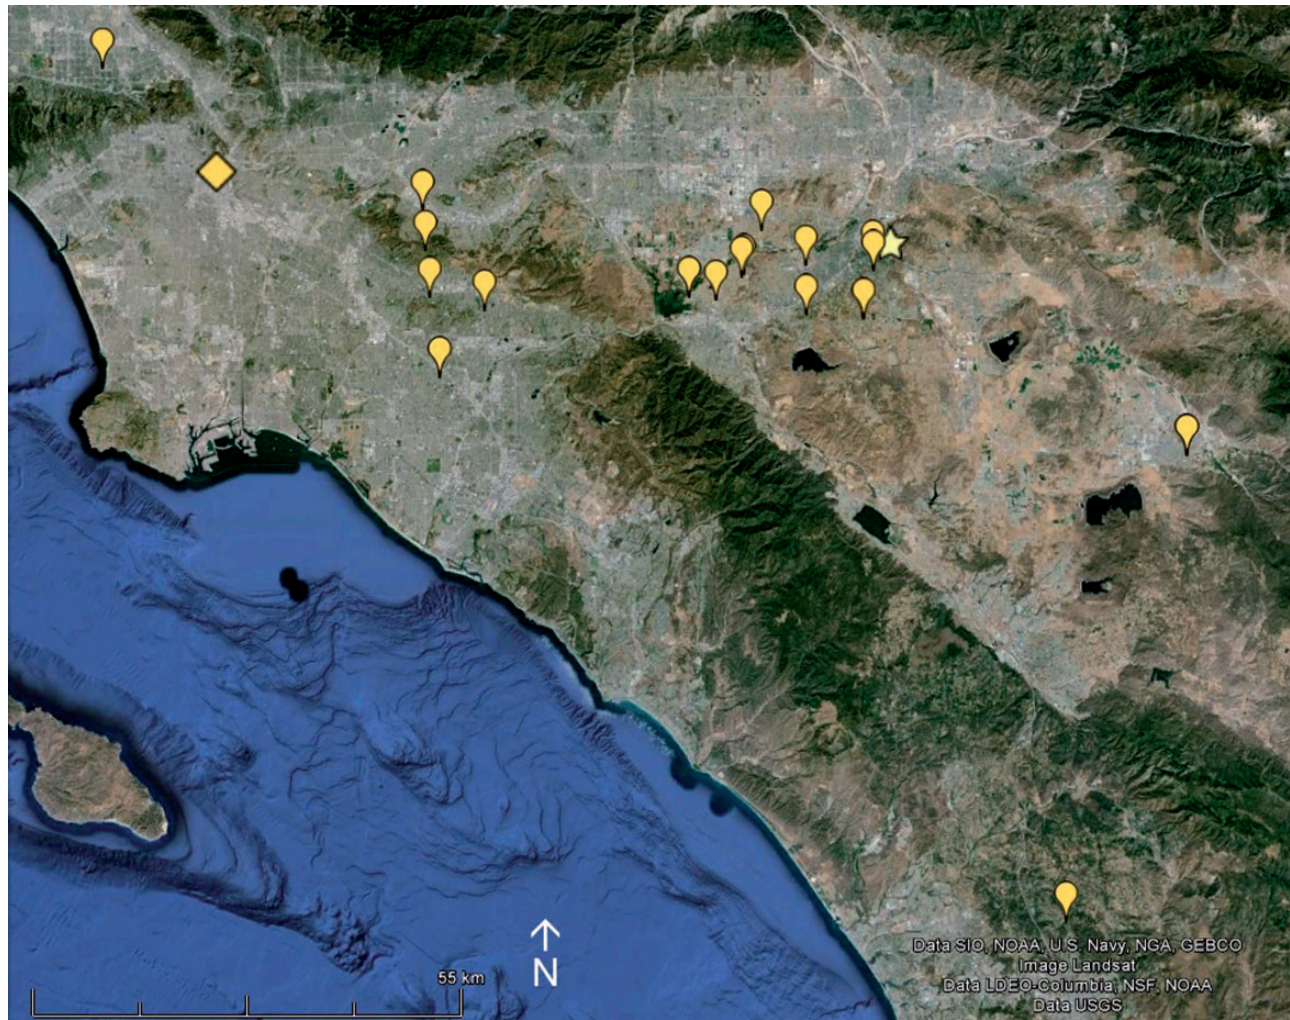 55 km
N
Data SIO, NOAA, U.S. Navy, NGA, GEBCO
Image Landsat
Data LDEO-Columbia, NSF, NOAA
Data USGS